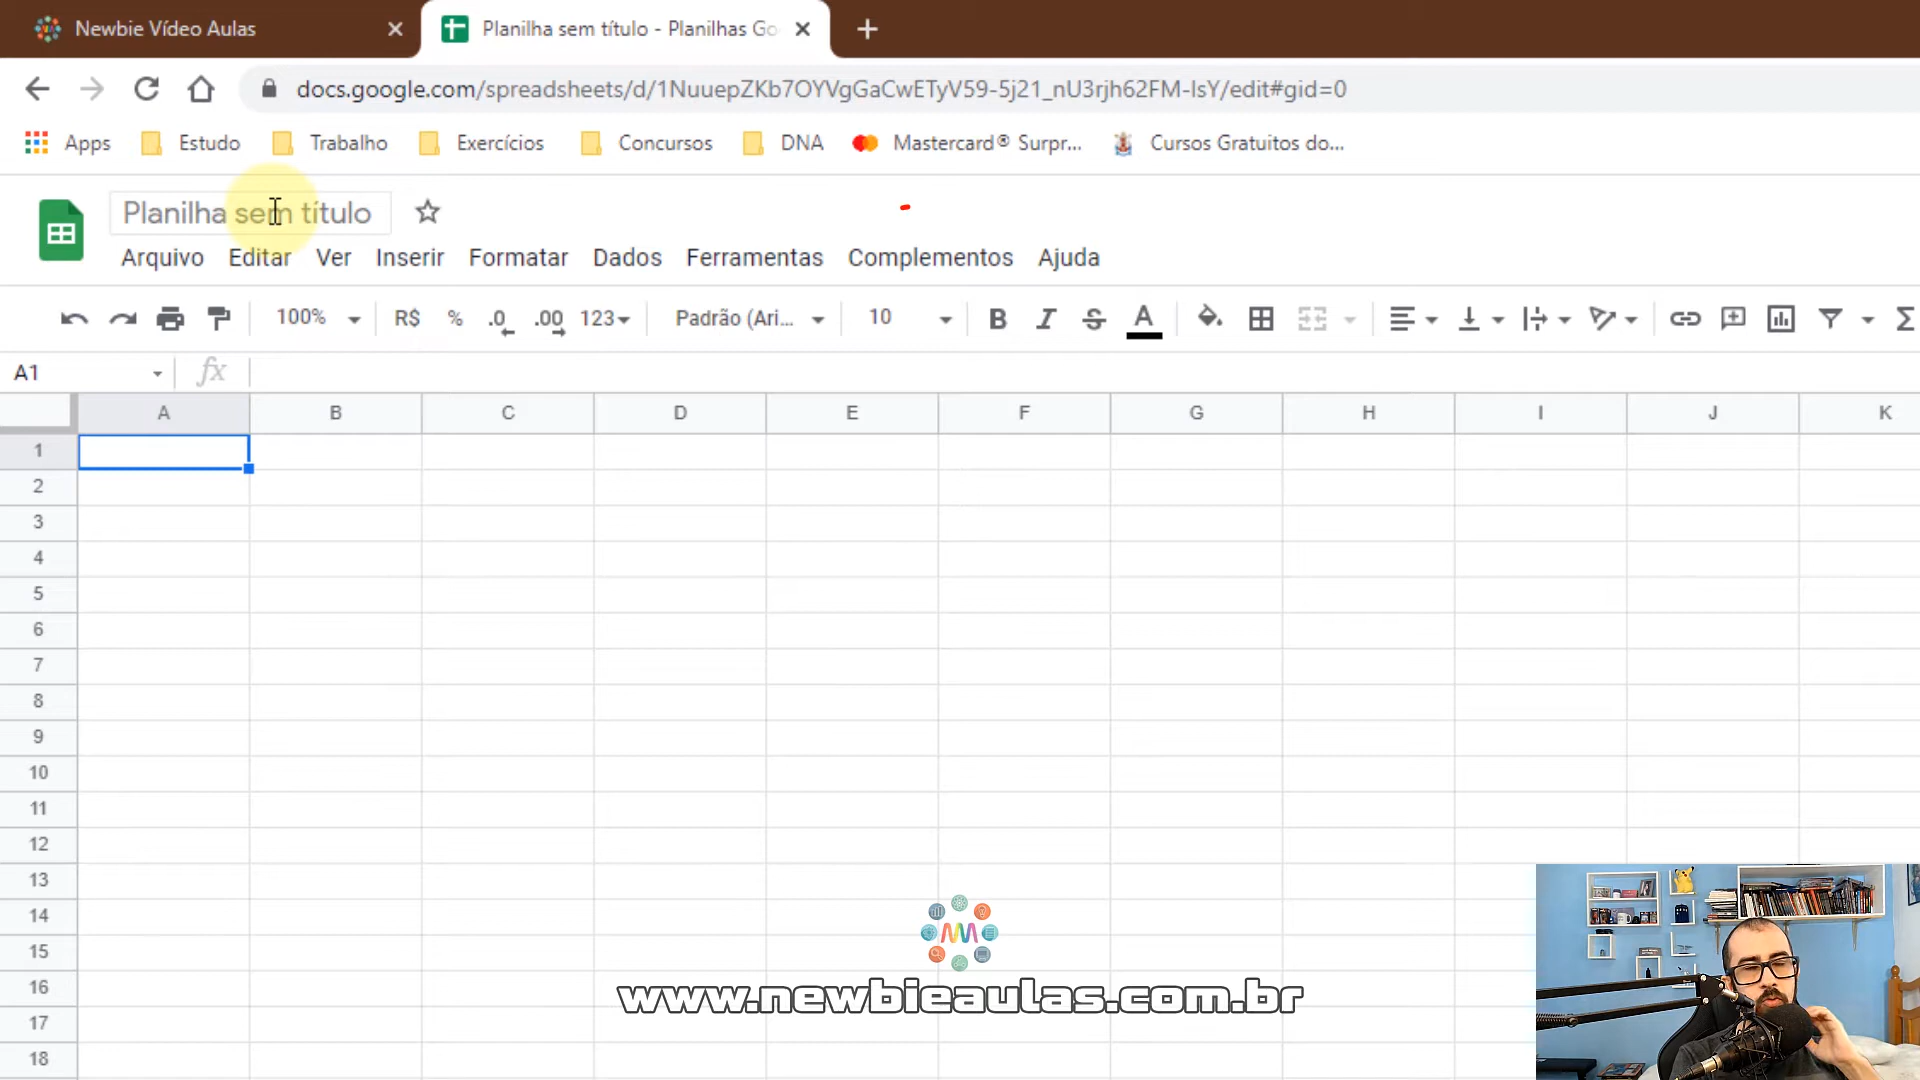 Newbie Vídeo Aulas
Planilha sem título - Planilhas Go
docs.google.com/spreadsheets/d/1NuuepZKb7OYVgGaCwETyV59-5j21_nU3rjh62FM-IsY/edit#gid=0
Apps Estudo Trabalho Exercícios Concursos DNA Mastercard® Surpr... Cursos Gratuitos do...
Planilha sem título
Arquivo Editar Ver Inserir Formatar Dados Ferramentas Complementos Ajuda
100% R$ % .0 .00 123 Padrão (Ari... 10 B I S A Σ
A1 fx
A B C D E F G H I J K
1
2
3
4
5
6
7
8
9
10
11
12
13
14
15
16
17
18
www.newbieaulas.com.br